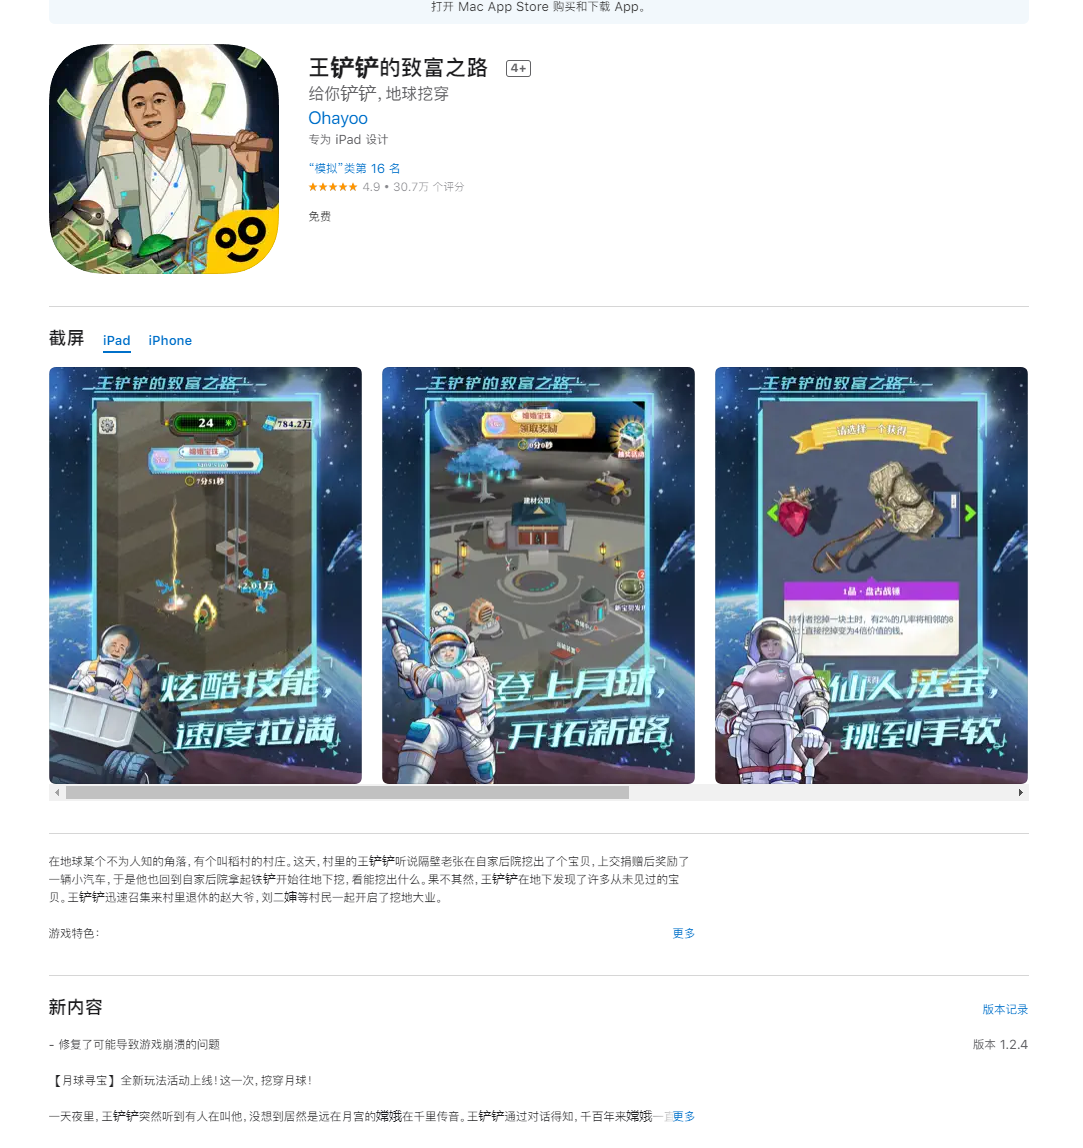 打开 Mac App Store 购买和下载 App。
王铲铲的致富之路 4+
给你铲铲，地球挖穿
Ohayoo
专为 iPad 设计
“模拟”类第 16 名
★★★★★ 4.9 • 30.7万 个评分
免费
截屏 iPad iPhone
王铲铲的致富之路
24 米
784.2万
嫦娥宝珠
7分51秒
+2.01万
炫酷技能，
速度拉满
王铲铲的致富之路
嫦娥宝珠
领取奖励
0分0秒
抽奖活动
建材公司
登上月球，
开拓新路
王铲铲的致富之路
请选择一个获得
1品·盘古战锤
持有者挖掉一块土时，有2%的几率将相邻的8
块土直接挖掉变为4倍价值的钱。
仙人法宝，
挑到手软
在地球某个不为人知的角落，有个叫稻村的村庄。这天，村里的王铲铲听说隔壁老张在自家后院挖出了个宝贝，上交捐赠后奖励了
一辆小汽车，于是他也回到自家后院拿起铁铲开始往地下挖，看能挖出什么。果不其然，王铲铲在地下发现了许多从未见过的宝
贝。王铲铲迅速召集来村里退休的赵大爷，刘二婶等村民一起开启了挖地大业。
游戏特色： 更多
新内容 版本记录
- 修复了可能导致游戏崩溃的问题 版本 1.2.4
【月球寻宝】全新玩法活动上线！这一次，挖穿月球！
一天夜里，王铲铲突然听到有人在叫他，没想到居然是远在月宫的嫦娥在千里传音。王铲铲通过对话得知，千百年来嫦娥一直 更多